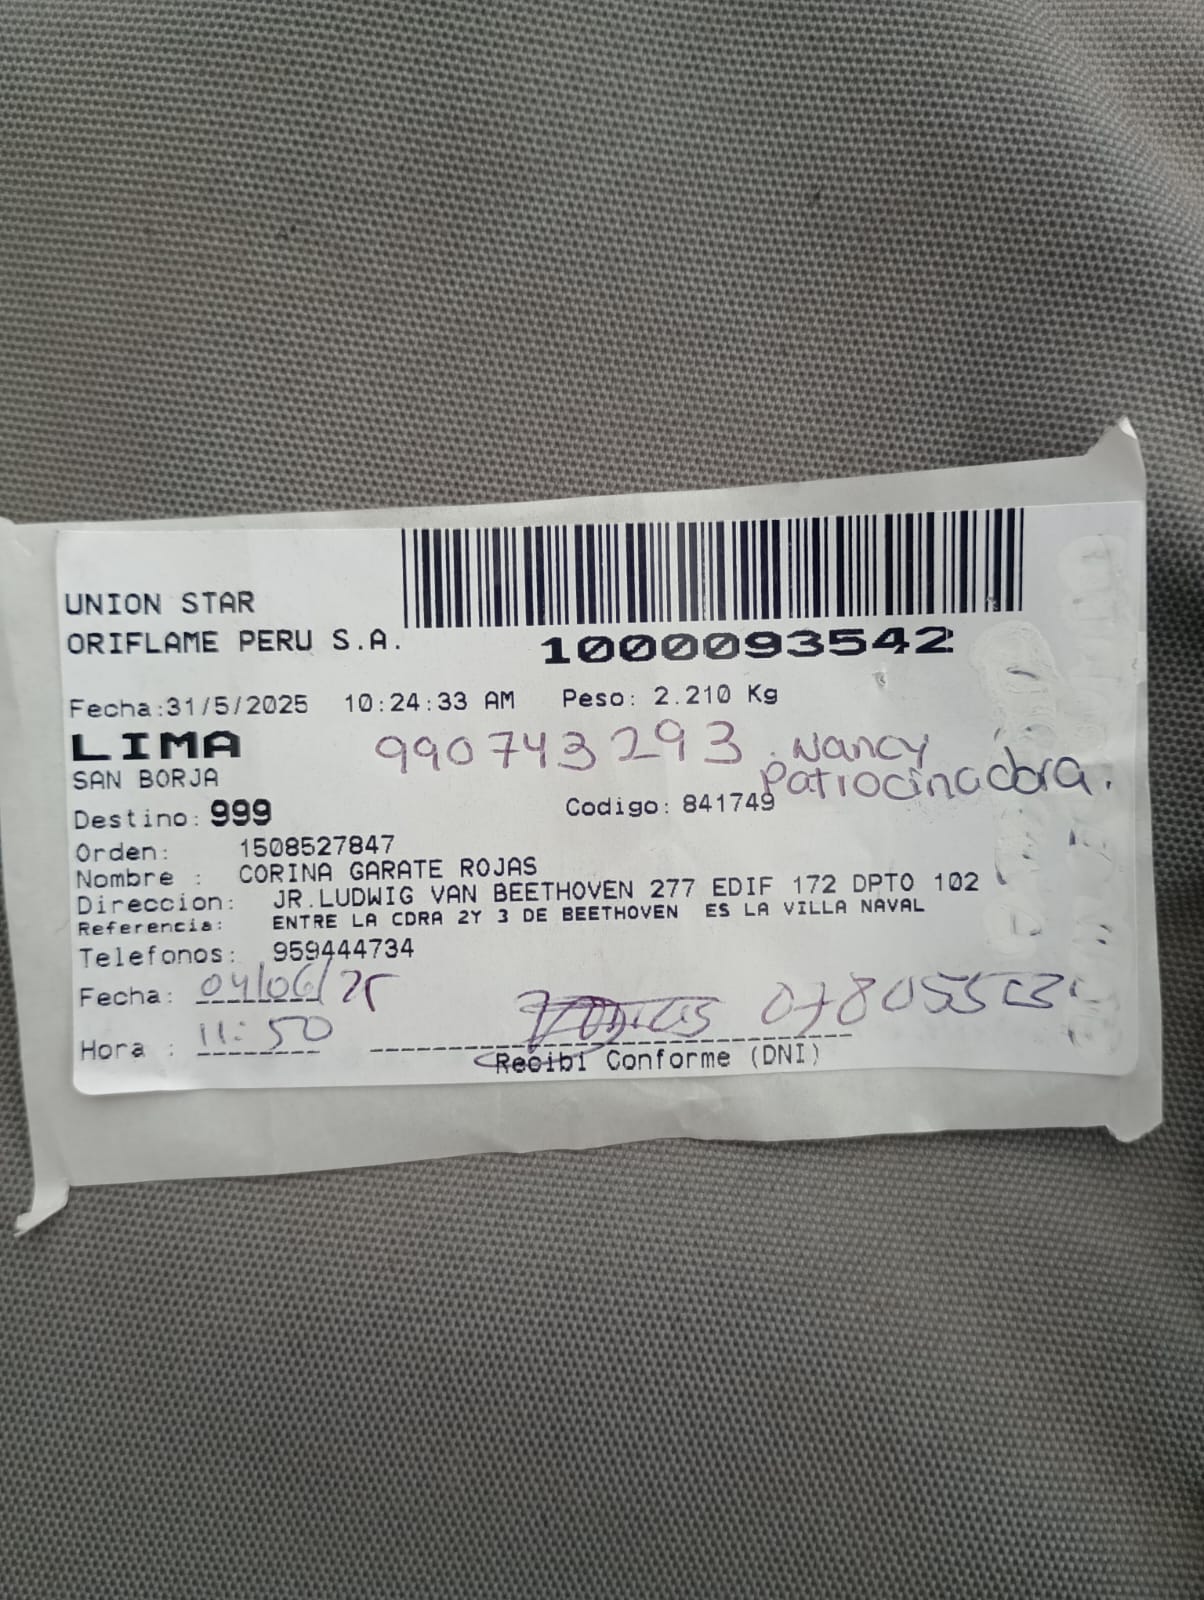 UNION STAR
ORIFLAME PERU S.A.
1000093542
Fecha:31/5/2025 10:24:33 AM Peso: 2.210 Kg
LIMA 990743293. Nancy
SAN BORJA Patrocinadora.
Destino: 999 Codigo: 841749
Orden: 1508527847
Nombre : CORINA GARATE ROJAS
Direccion: JR.LUDWIG VAN BEETHOVEN 277 EDIF 172 DPTO 102
Referencia: ENTRE LA CDRA 2Y 3 DE BEETHOVEN ES LA VILLA NAVAL
Telefonos: 959444734
Fecha: 04/06/25
Hora : 11:50
Recibi Conforme (DNI)